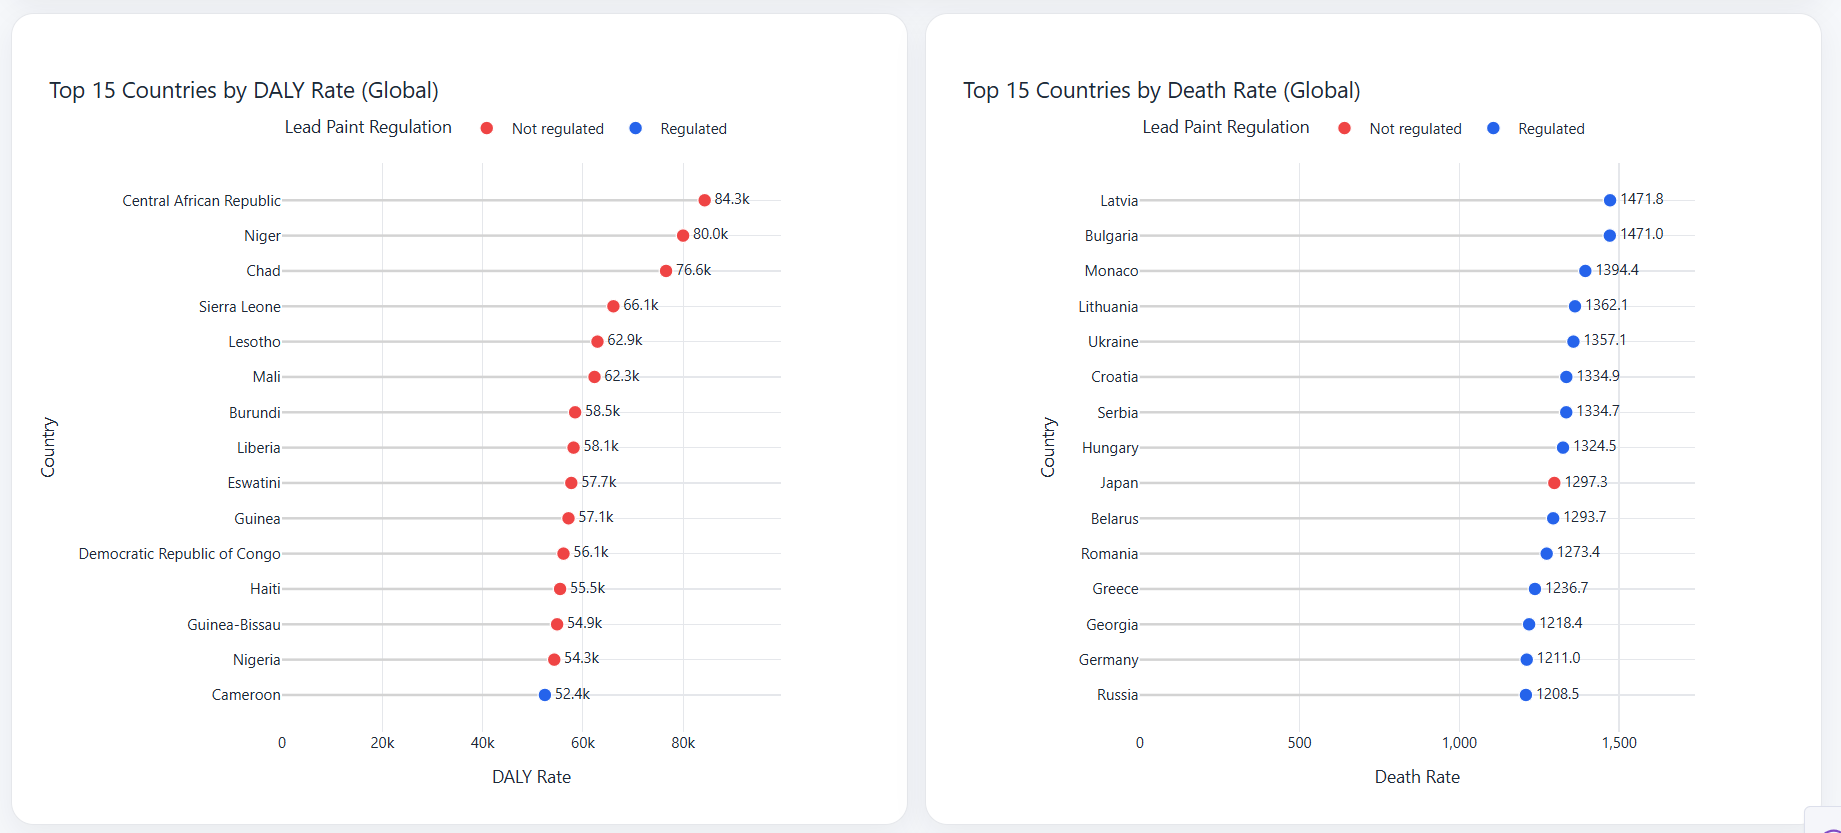 Top 15 Countries by DALY Rate (Global)
Lead Paint Regulation Not regulated Regulated
Country
Central African Republic 84.3k
Niger 80.0k
Chad 76.6k
Sierra Leone 66.1k
Lesotho 62.9k
Mali 62.3k
Burundi 58.5k
Liberia 58.1k
Eswatini 57.7k
Guinea 57.1k
Democratic Republic of Congo 56.1k
Haiti 55.5k
Guinea-Bissau 54.9k
Nigeria 54.3k
Cameroon 52.4k
0 20k 40k 60k 80k
DALY Rate
Top 15 Countries by Death Rate (Global)
Lead Paint Regulation Not regulated Regulated
Country
Latvia 1471.8
Bulgaria 1471.0
Monaco 1394.4
Lithuania 1362.1
Ukraine 1357.1
Croatia 1334.9
Serbia 1334.7
Hungary 1324.5
Japan 1297.3
Belarus 1293.7
Romania 1273.4
Greece 1236.7
Georgia 1218.4
Germany 1211.0
Russia 1208.5
0 500 1,000 1,500
Death Rate